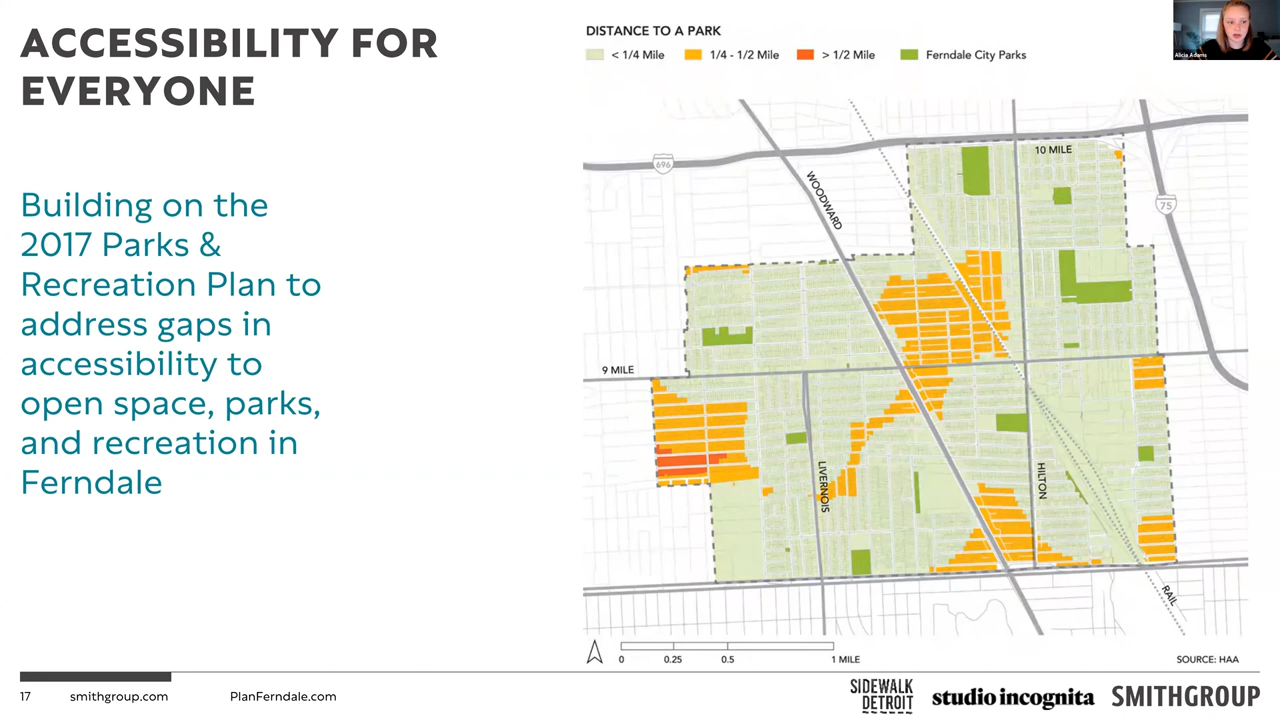 ACCESSIBILITY FOR
EVERYONE
Building on the
2017 Parks &
Recreation Plan to
address gaps in
accessibility to
open space, parks,
and recreation in
Ferndale
DISTANCE TO A PARK
< 1/4 Mile
1/4 - 1/2 Mile
> 1/2 Mile
Ferndale City Parks
Alicia Adams
10 MILE
696
WOODWARD
75
9 MILE
LIVERNOIS
HILTON
RAIL
0
0.25
0.5
1 MILE
SOURCE: HAA
17
smithgroup.com
PlanFerndale.com
SIDEWALK
DETROIT
studio incognita
SMITHGROUP